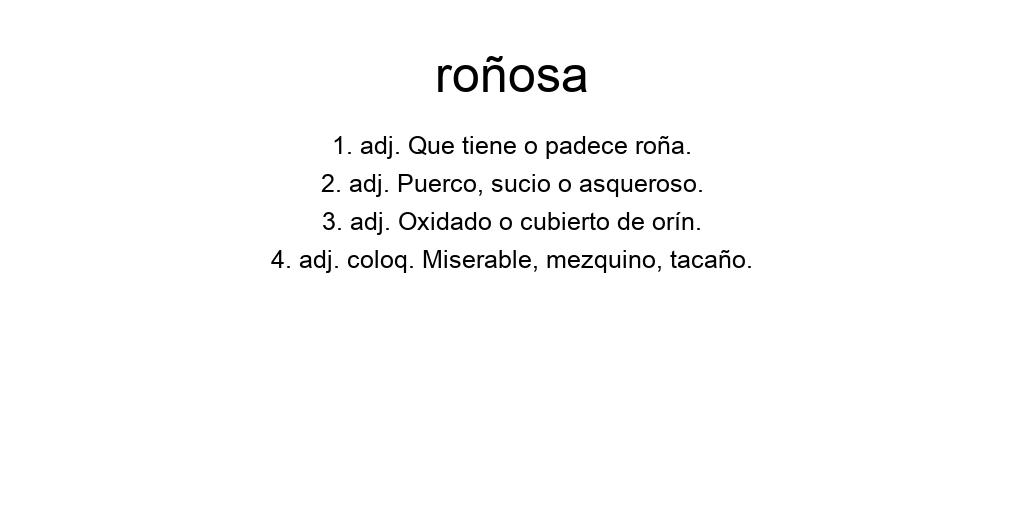 roñosa
1. adj. Que tiene o padece roña.
2. adj. Puerco, sucio o asqueroso.
3. adj. Oxidado o cubierto de orín.
4. adj. coloq. Miserable, mezquino, tacaño.